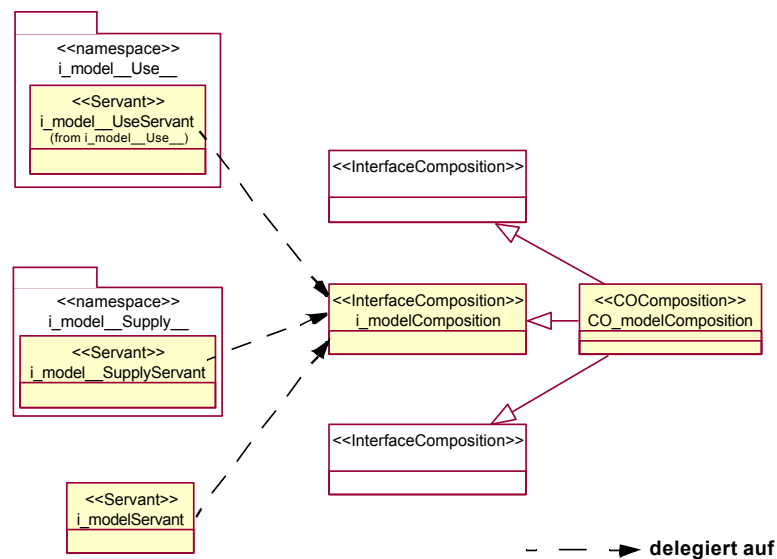 <<namespace>>
i_model__Use__
<<Servant>>
i_model__UseServant
(from i_model__Use__)
<<InterfaceComposition>>
<<namespace>>
i_model__Supply__
<<Servant>>
i_model__SupplyServant
<<InterfaceComposition>>
i_modelComposition
<<COComposition>>
CO_modelComposition
<<InterfaceComposition>>
<<Servant>>
i_modelServant
delegiert auf